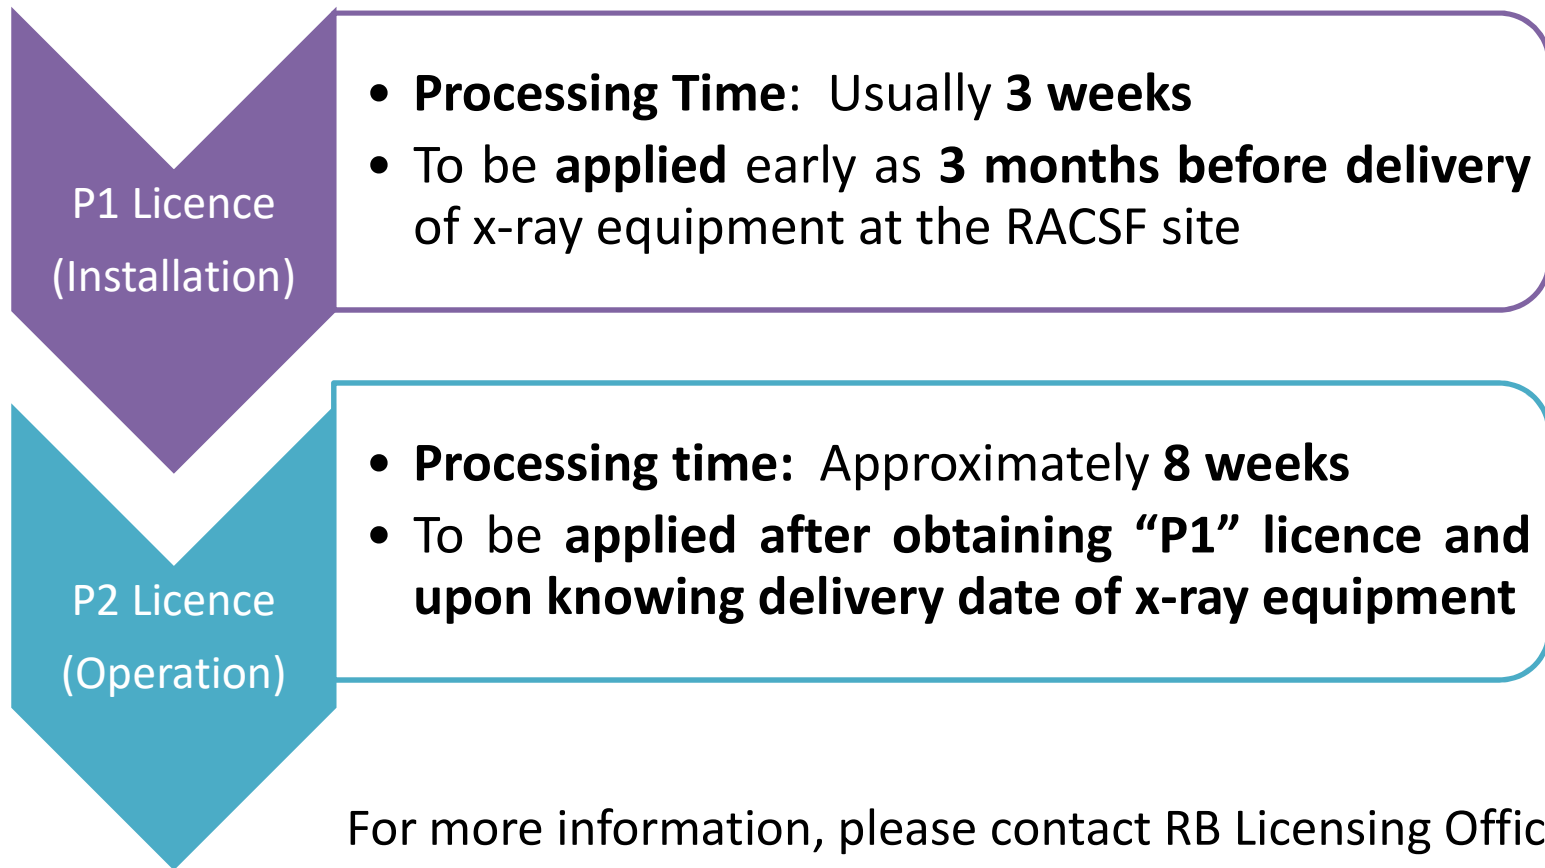 P1 Licence
(Installation)
• Processing Time: Usually 3 weeks
• To be applied early as 3 months before delivery
of x-ray equipment at the RACSF site
P2 Licence
(Operation)
• Processing time: Approximately 8 weeks
• To be applied after obtaining “P1” licence and
upon knowing delivery date of x-ray equipment
For more information, please contact RB Licensing Offic